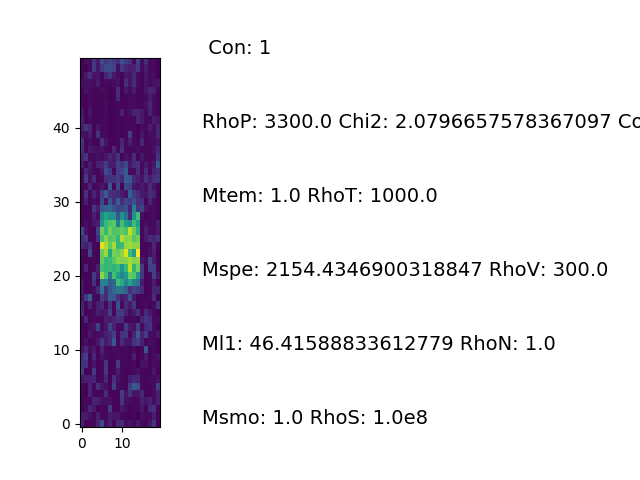 Con: 1
RhoP: 3300.0 Chi2: 2.0796657578367097 Co
Mtem: 1.0 RhoT: 1000.0
Mspe: 2154.4346900318847 RhoV: 300.0
Ml1: 46.41588833612779 RhoN: 1.0
Msmo: 1.0 RhoS: 1.0e8
40
30
20
10
0
0 10